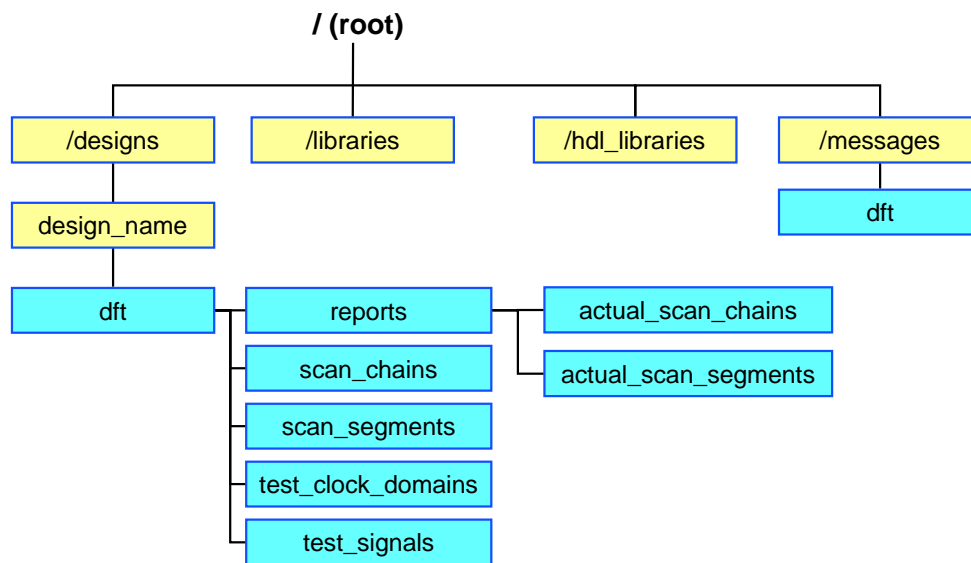 / (root)
/designs
/libraries
/hdl_libraries
/messages
design_name
dft
dft
reports
actual_scan_chains
scan_chains
actual_scan_segments
scan_segments
test_clock_domains
test_signals